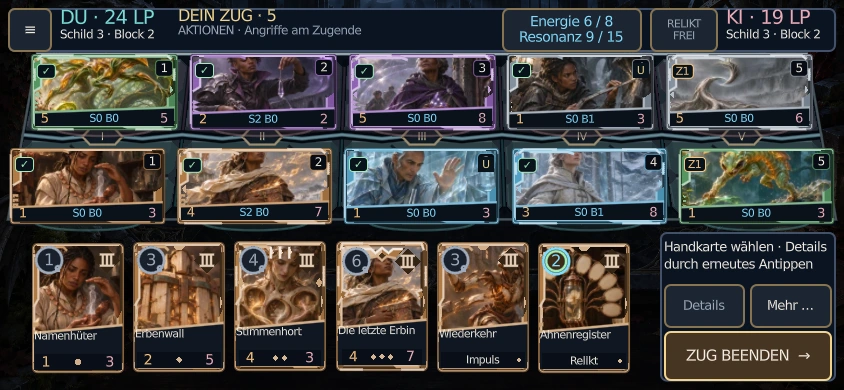 ≡
DU · 24 LP
Schild 3 · Block 2
DEIN ZUG · 5
AKTIONEN · Angriffe am Zugende
Energie 6 / 8
Resonanz 9 / 15
RELIKT
FREI
KI · 19 LP
Schild 3 · Block 2
✓ 1
5 S0 B0 5
✓ 2
2 S2 B0 2
✓ 3
5 S0 B0 8
✓ U
1 S0 B1 3
Z1 5
5 S0 B0 6
I II III IV V
✓ 1
1 S0 B0 3
✓ 2
4 S2 B0 7
✓ U
1 S0 B0 3
✓ 4
3 S0 B1 8
Z1 5
1 S0 B0 3
1 III
Namenhüter
1 3
3 III
Erbenwall
2 5
4 III
Stimmenhort
4 3
6 III
Die letzte Erbin
4 7
3 III
Wiederkehr
Impuls
2 III
Ahnenregister
Relikt
Handkarte wählen · Details
durch erneutes Antippen
Details
Mehr ...
ZUG BEENDEN →